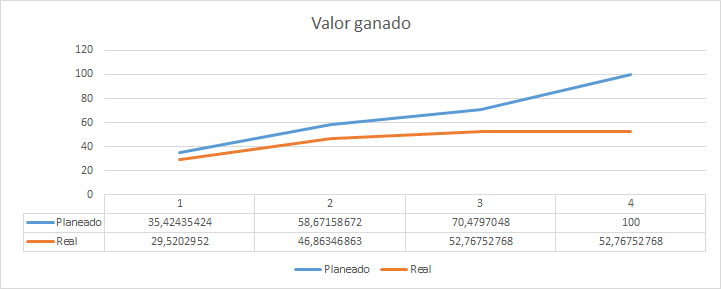 Valor ganado
120
100
80
60
40
20
0
1 2 3 4
Planeado 35,42435424 58,67158672 70,4797048 100
Real 29,5202952 46,86346863 52,76752768 52,76752768
Planeado Real